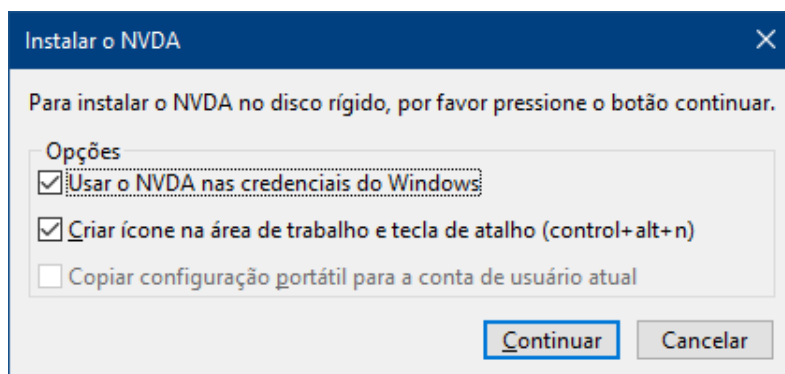 Instalar o NVDA
Para instalar o NVDA no disco rígido, por favor pressione o botão continuar.
Opções
Usar o NVDA nas credenciais do Windows
Criar ícone na área de trabalho e tecla de atalho (control+alt+n)
Copiar configuração portátil para a conta de usuário atual
Continuar Cancelar